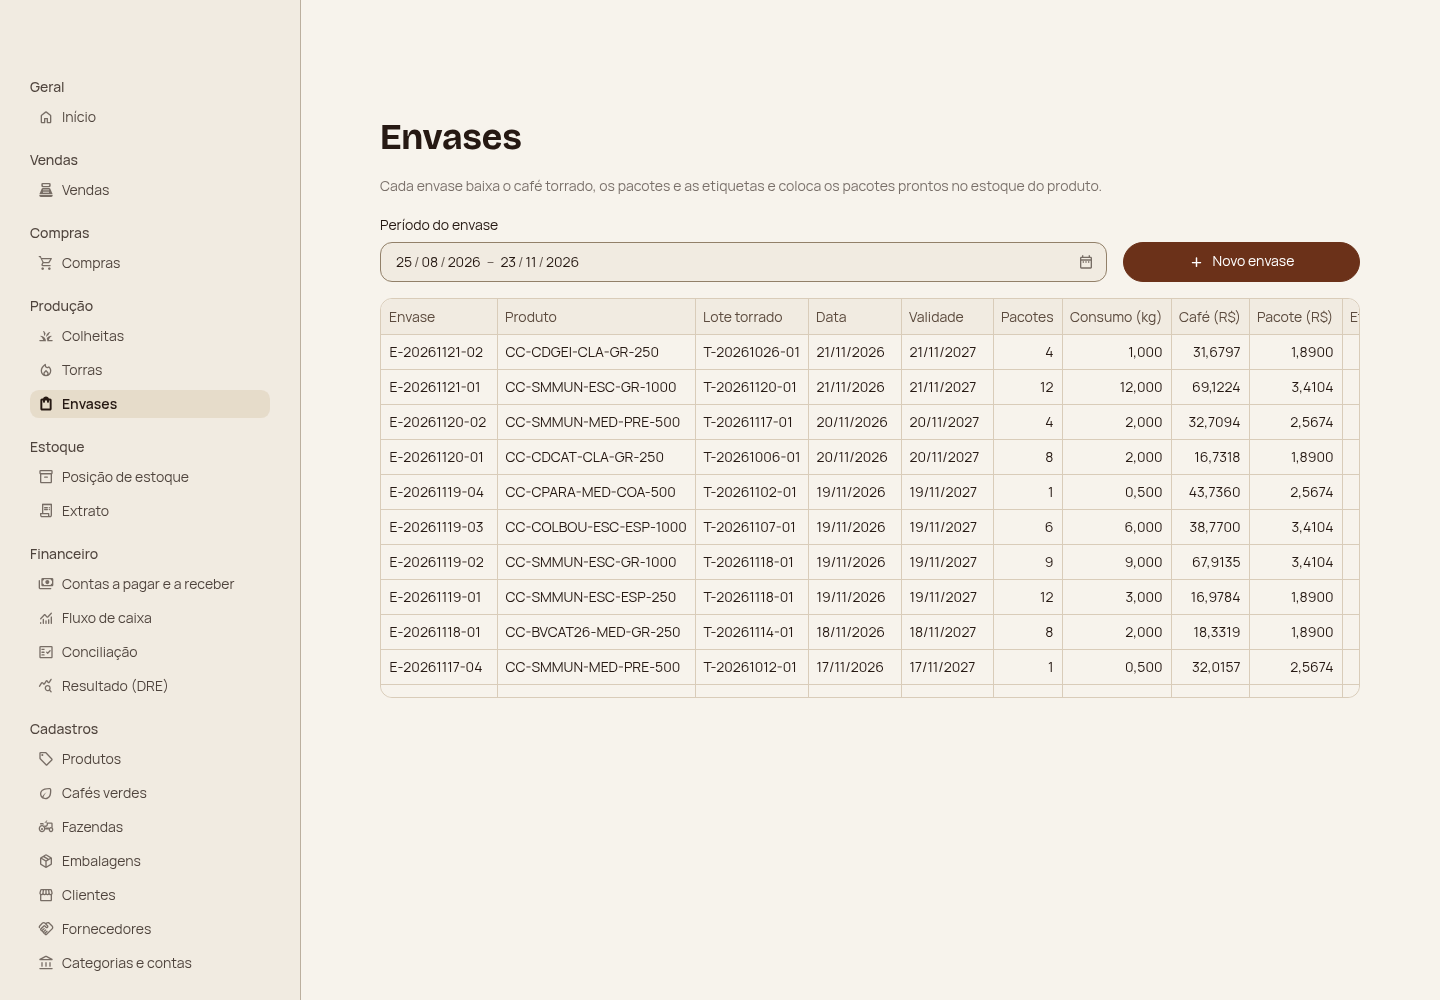 Geral
Início
Vendas
Vendas
Compras
Compras
Produção
Colheitas
Torras
Envases
Estoque
Posição de estoque
Extrato
Financeiro
Contas a pagar e a receber
Fluxo de caixa
Conciliação
Resultado (DRE)
Cadastros
Produtos
Cafés verdes
Fazendas
Embalagens
Clientes
Fornecedores
Categorias e contas
Envases
Cada envase baixa o café torrado, os pacotes e as etiquetas e coloca os pacotes prontos no estoque do produto.
Período do envase
25 / 08 / 2026 – 23 / 11 / 2026
+ Novo envase
Envase Produto Lote torrado Data Validade Pacotes Consumo (kg) Café (R$) Pacote (R$)
E-20261121-02 CC-CDGEI-CLA-GR-250 T-20261026-01 21/11/2026 21/11/2027 4 1,000 31,6797 1,8900
E-20261121-01 CC-SMMUN-ESC-GR-1000 T-20261120-01 21/11/2026 21/11/2027 12 12,000 69,1224 3,4104
E-20261120-02 CC-SMMUN-MED-PRE-500 T-20261117-01 20/11/2026 20/11/2027 4 2,000 32,7094 2,5674
E-20261120-01 CC-CDCAT-CLA-GR-250 T-20261006-01 20/11/2026 20/11/2027 8 2,000 16,7318 1,8900
E-20261119-04 CC-CPARA-MED-COA-500 T-20261102-01 19/11/2026 19/11/2027 1 0,500 43,7360 2,5674
E-20261119-03 CC-COLBOU-ESC-ESP-1000 T-20261107-01 19/11/2026 19/11/2027 6 6,000 38,7700 3,4104
E-20261119-02 CC-SMMUN-ESC-GR-1000 T-20261118-01 19/11/2026 19/11/2027 9 9,000 67,9135 3,4104
E-20261119-01 CC-SMMUN-ESC-ESP-250 T-20261118-01 19/11/2026 19/11/2027 12 3,000 16,9784 1,8900
E-20261118-01 CC-BVCAT26-MED-GR-250 T-20261114-01 18/11/2026 18/11/2027 8 2,000 18,3319 1,8900
E-20261117-04 CC-SMMUN-MED-PRE-500 T-20261012-01 17/11/2026 17/11/2027 1 0,500 32,0157 2,5674